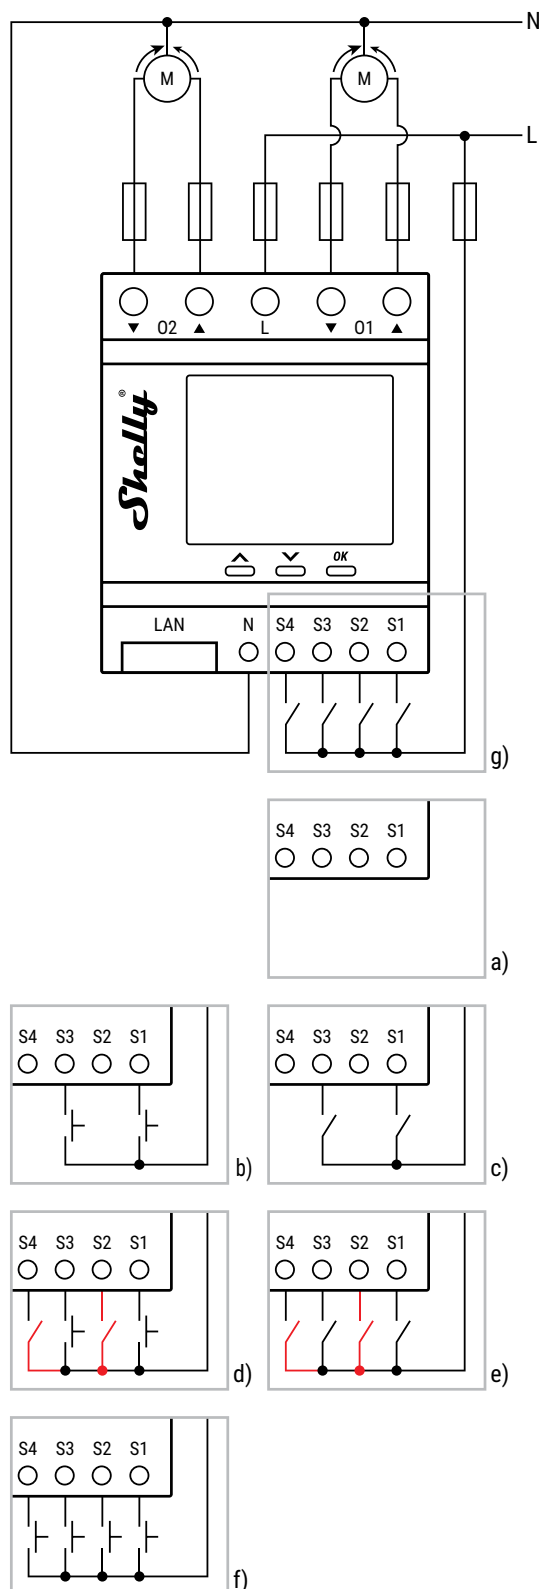 N
M M
L
▼ O2 ▲ L ▼ O1 ▲
Shelly®
OK
LAN N S4 S3 S2 S1
g)
S4 S3 S2 S1
a)
S4 S3 S2 S1
b)
S4 S3 S2 S1
c)
S4 S3 S2 S1
d)
S4 S3 S2 S1
e)
S4 S3 S2 S1
f)